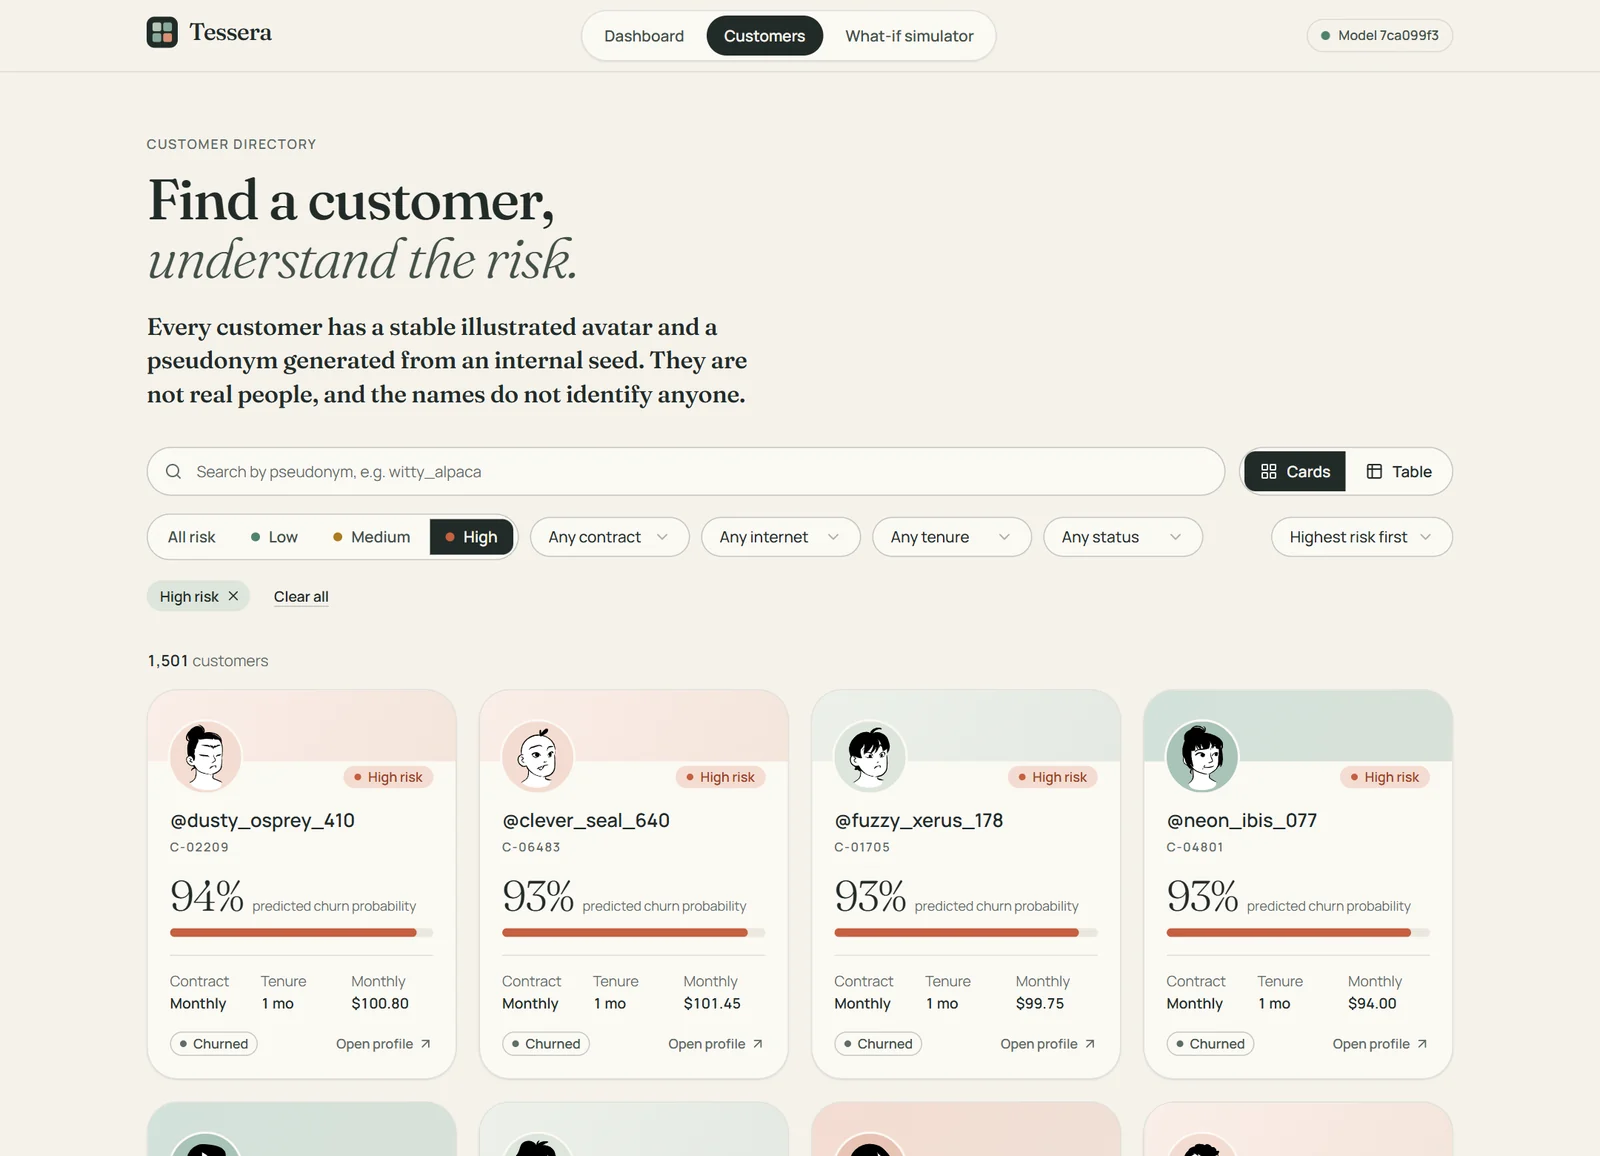 Tessera
Dashboard
Customers
What-if simulator
Model 7ca099f3
CUSTOMER DIRECTORY
Find a customer,
understand the risk.
Every customer has a stable illustrated avatar and a
pseudonym generated from an internal seed. They are
not real people, and the names do not identify anyone.
Search by pseudonym, e.g. witty_alpaca
Cards
Table
All risk
Low
Medium
High
Any contract
Any internet
Any tenure
Any status
Highest risk first
High risk
Clear all
1,501 customers
High risk
@dusty_osprey_410
C-02209
94% predicted churn probability
Contract Tenure Monthly
Monthly 1 mo $100.80
Churned
Open profile
High risk
@clever_seal_640
C-06483
93% predicted churn probability
Contract Tenure Monthly
Monthly 1 mo $101.45
Churned
Open profile
High risk
@fuzzy_xerus_178
C-01705
93% predicted churn probability
Contract Tenure Monthly
Monthly 1 mo $99.75
Churned
Open profile
High risk
@neon_ibis_077
C-04801
93% predicted churn probability
Contract Tenure Monthly
Monthly 1 mo $94.00
Churned
Open profile